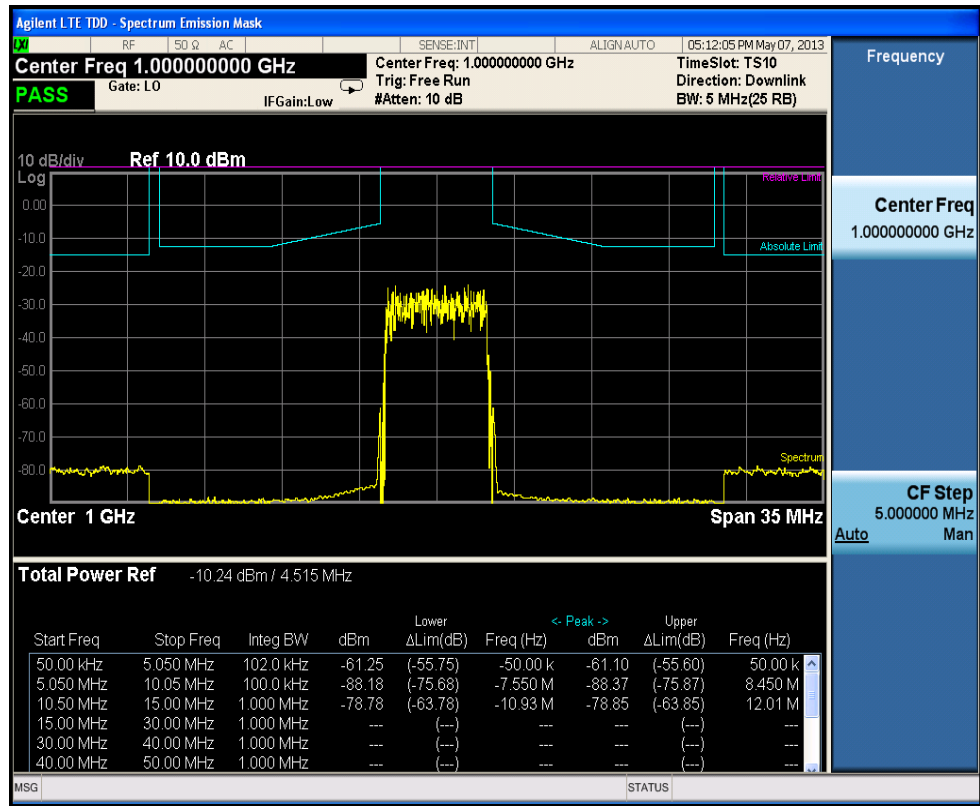 Agilent LTE TDD - Spectrum Emission Mask
LXI RF 50 Ω AC SENSE:INT ALIGN AUTO 05:12:05 PM May 07, 2013
Center Freq 1.000000000 GHz
Center Freq: 1.000000000 GHz
TimeSlot: TS10
PASS
Gate: LO
IFGain:Low
Trig: Free Run
#Atten: 10 dB
Direction: Downlink
BW: 5 MHz(25 RB)
Frequency
10 dB/div Ref 10.0 dBm
Log
Relative Limit
0.00
-10.0
Absolute Limit
-20.0
-30.0
-40.0
-50.0
-60.0
-70.0
-80.0
Spectrum
Center 1 GHz
Span 35 MHz
Center Freq
1.000000000 GHz
CF Step
5.000000 MHz
Auto Man
Total Power Ref -10.24 dBm / 4.515 MHz
Lower <- Peak -> Upper
Start Freq Stop Freq Integ BW dBm ΔLim(dB) Freq (Hz) dBm ΔLim(dB) Freq (Hz)
50.00 kHz 5.050 MHz 102.0 kHz -61.25 (-55.75) -50.00 k -61.10 (-55.60) 50.00 k
5.050 MHz 10.05 MHz 100.0 kHz -88.18 (-75.68) -7.550 M -88.37 (-75.87) 8.450 M
10.50 MHz 15.00 MHz 1.000 MHz -78.78 (-63.78) -10.93 M -78.85 (-63.85) 12.01 M
15.00 MHz 30.00 MHz 1.000 MHz --- (---) --- --- (---) ---
30.00 MHz 40.00 MHz 1.000 MHz --- (---) --- --- (---) ---
40.00 MHz 50.00 MHz 1.000 MHz --- (---) --- --- (---) ---
MSG STATUS